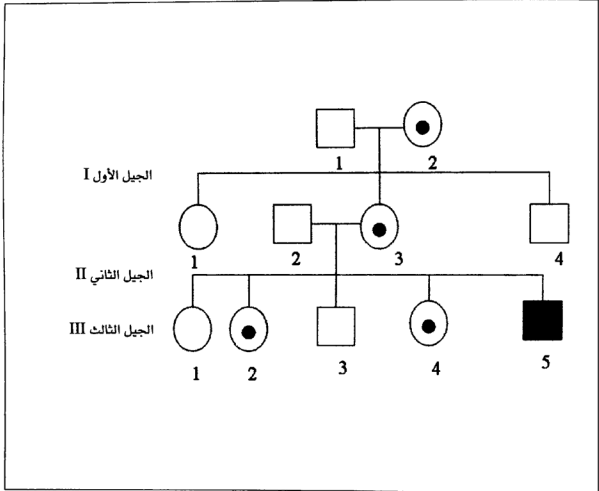 1 2
الجيل الأول I
1 2 3 4
الجيل الثاني II
الجيل الثالث III
1 2 3 4 5